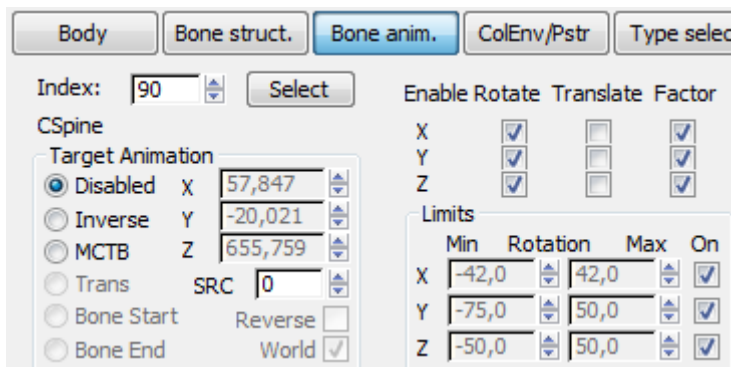 Body Bone struct. Bone anim. ColEnv/Pstr Type selec
Index: 90 Select
CSpine
Target Animation
Disabled X 57,847
Inverse Y -20,021
MCTB Z 655,759
Trans SRC 0
Bone Start Reverse
Bone End World
Enable Rotate Translate Factor
X
Y
Z
Limits
Min Rotation Max On
X -42,0 42,0
Y -75,0 50,0
Z -50,0 50,0